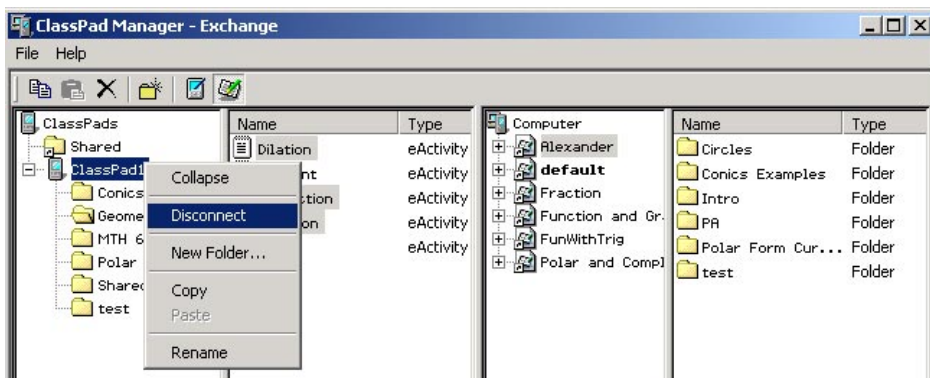 ClassPad Manager - Exchange
File Help
ClassPads
Shared
ClassPad1
Conics
Geome
MTH 6
Polar
Shared
test
Collapse
Disconnect
New Folder...
Copy
Paste
Rename
Name Type
Dilation eActivity
nt eActivity
ction eActivity
on eActivity
eActivity
Computer
Alexander
default
Fraction
Function and Gr.
FunWithTrig
Polar and Compl
Name Type
Circles Folder
Conics Examples Folder
Intro Folder
PA Folder
Polar Form Cur... Folder
test Folder